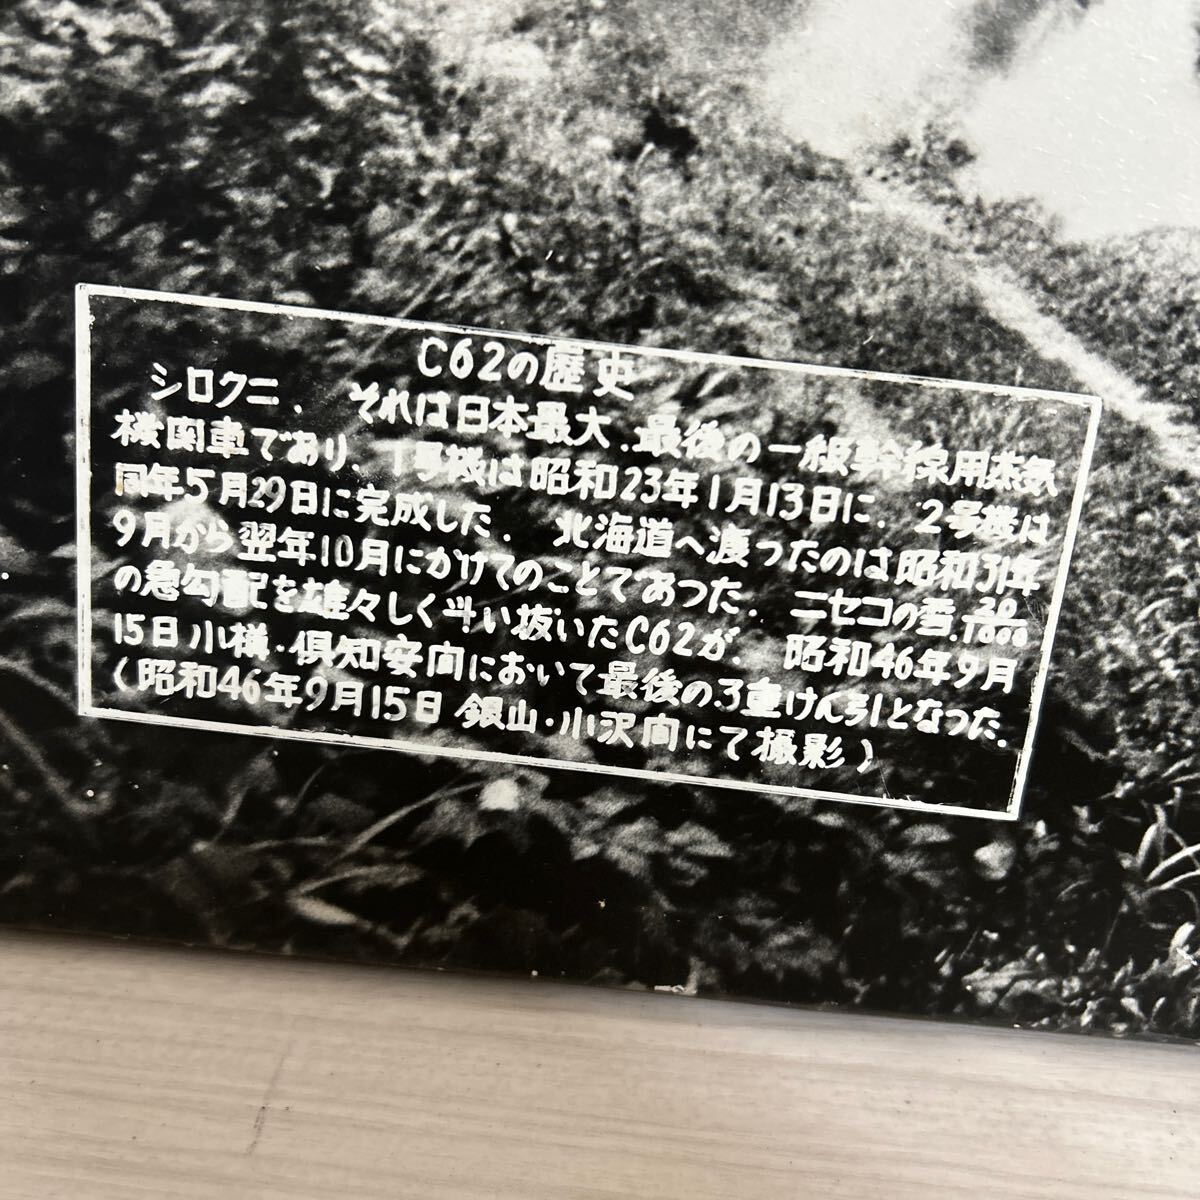 C62の歴史
シロクニ. それは日本最大.最後の一般幹線用蒸気
機関車であり. 1号機は昭和23年1月13日に. 2号機は
同年5月29日に完成した. 北海道へ渡ったのは昭和31年
9月から翌年10月にかけてのことであった. ニセコの雪. 20/1000
の急勾配を雄々しく斗い抜いたC62が. 昭和46年9月
15日小樽・倶知安間において最後の3重けん引となった.
(昭和46年9月15日 銀山・小沢間にて撮影)